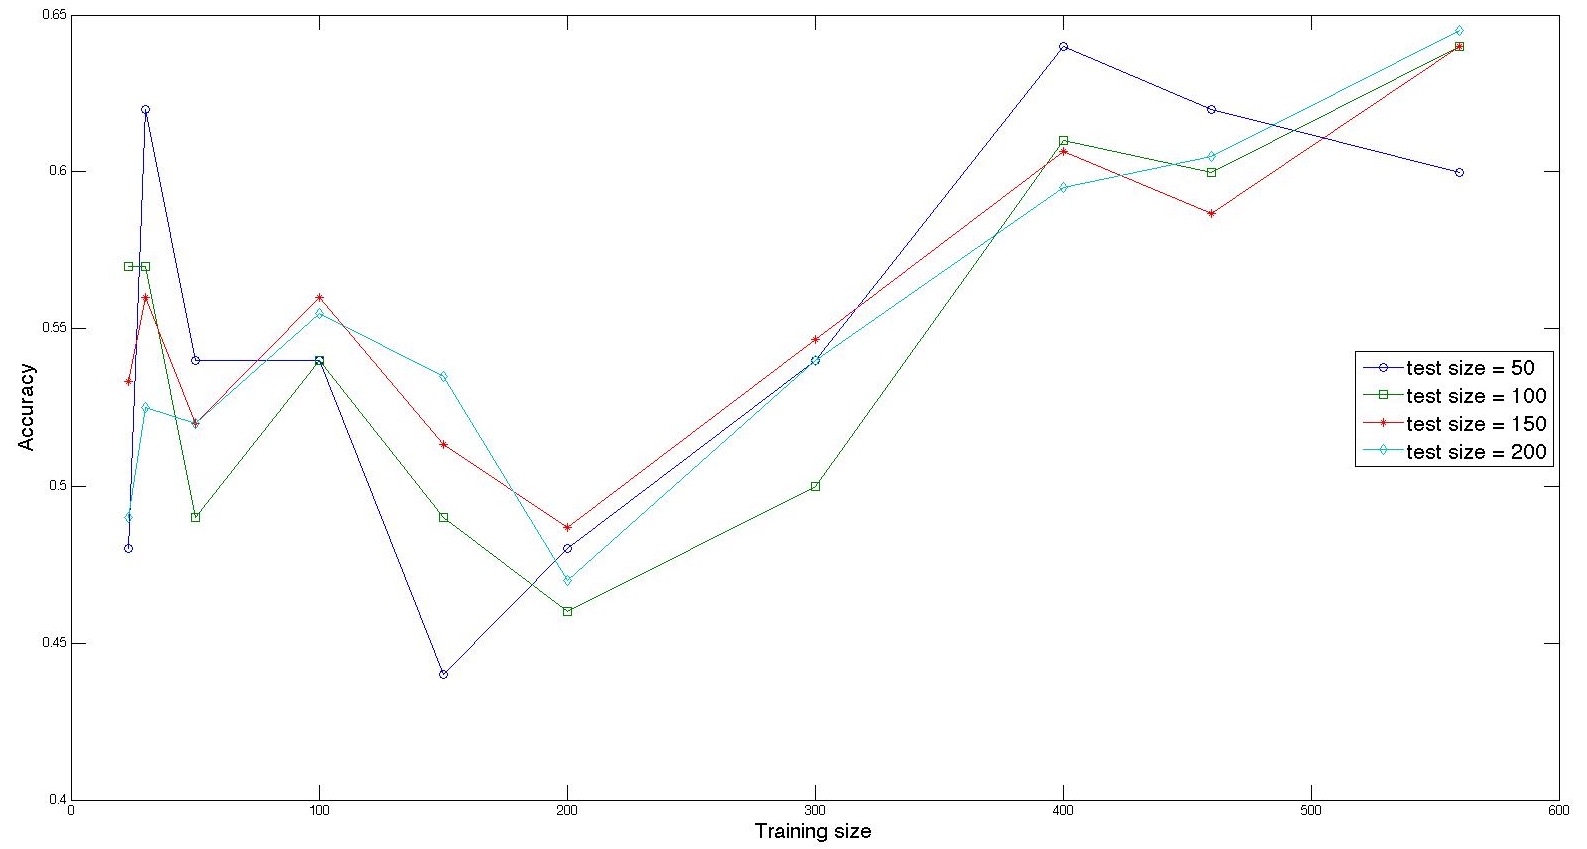 0.65
0.6
0.55
0.5
0.45
0.4
Accuracy
0 100 200 300 400 500 600
Training size
test size = 50
test size = 100
test size = 150
test size = 200